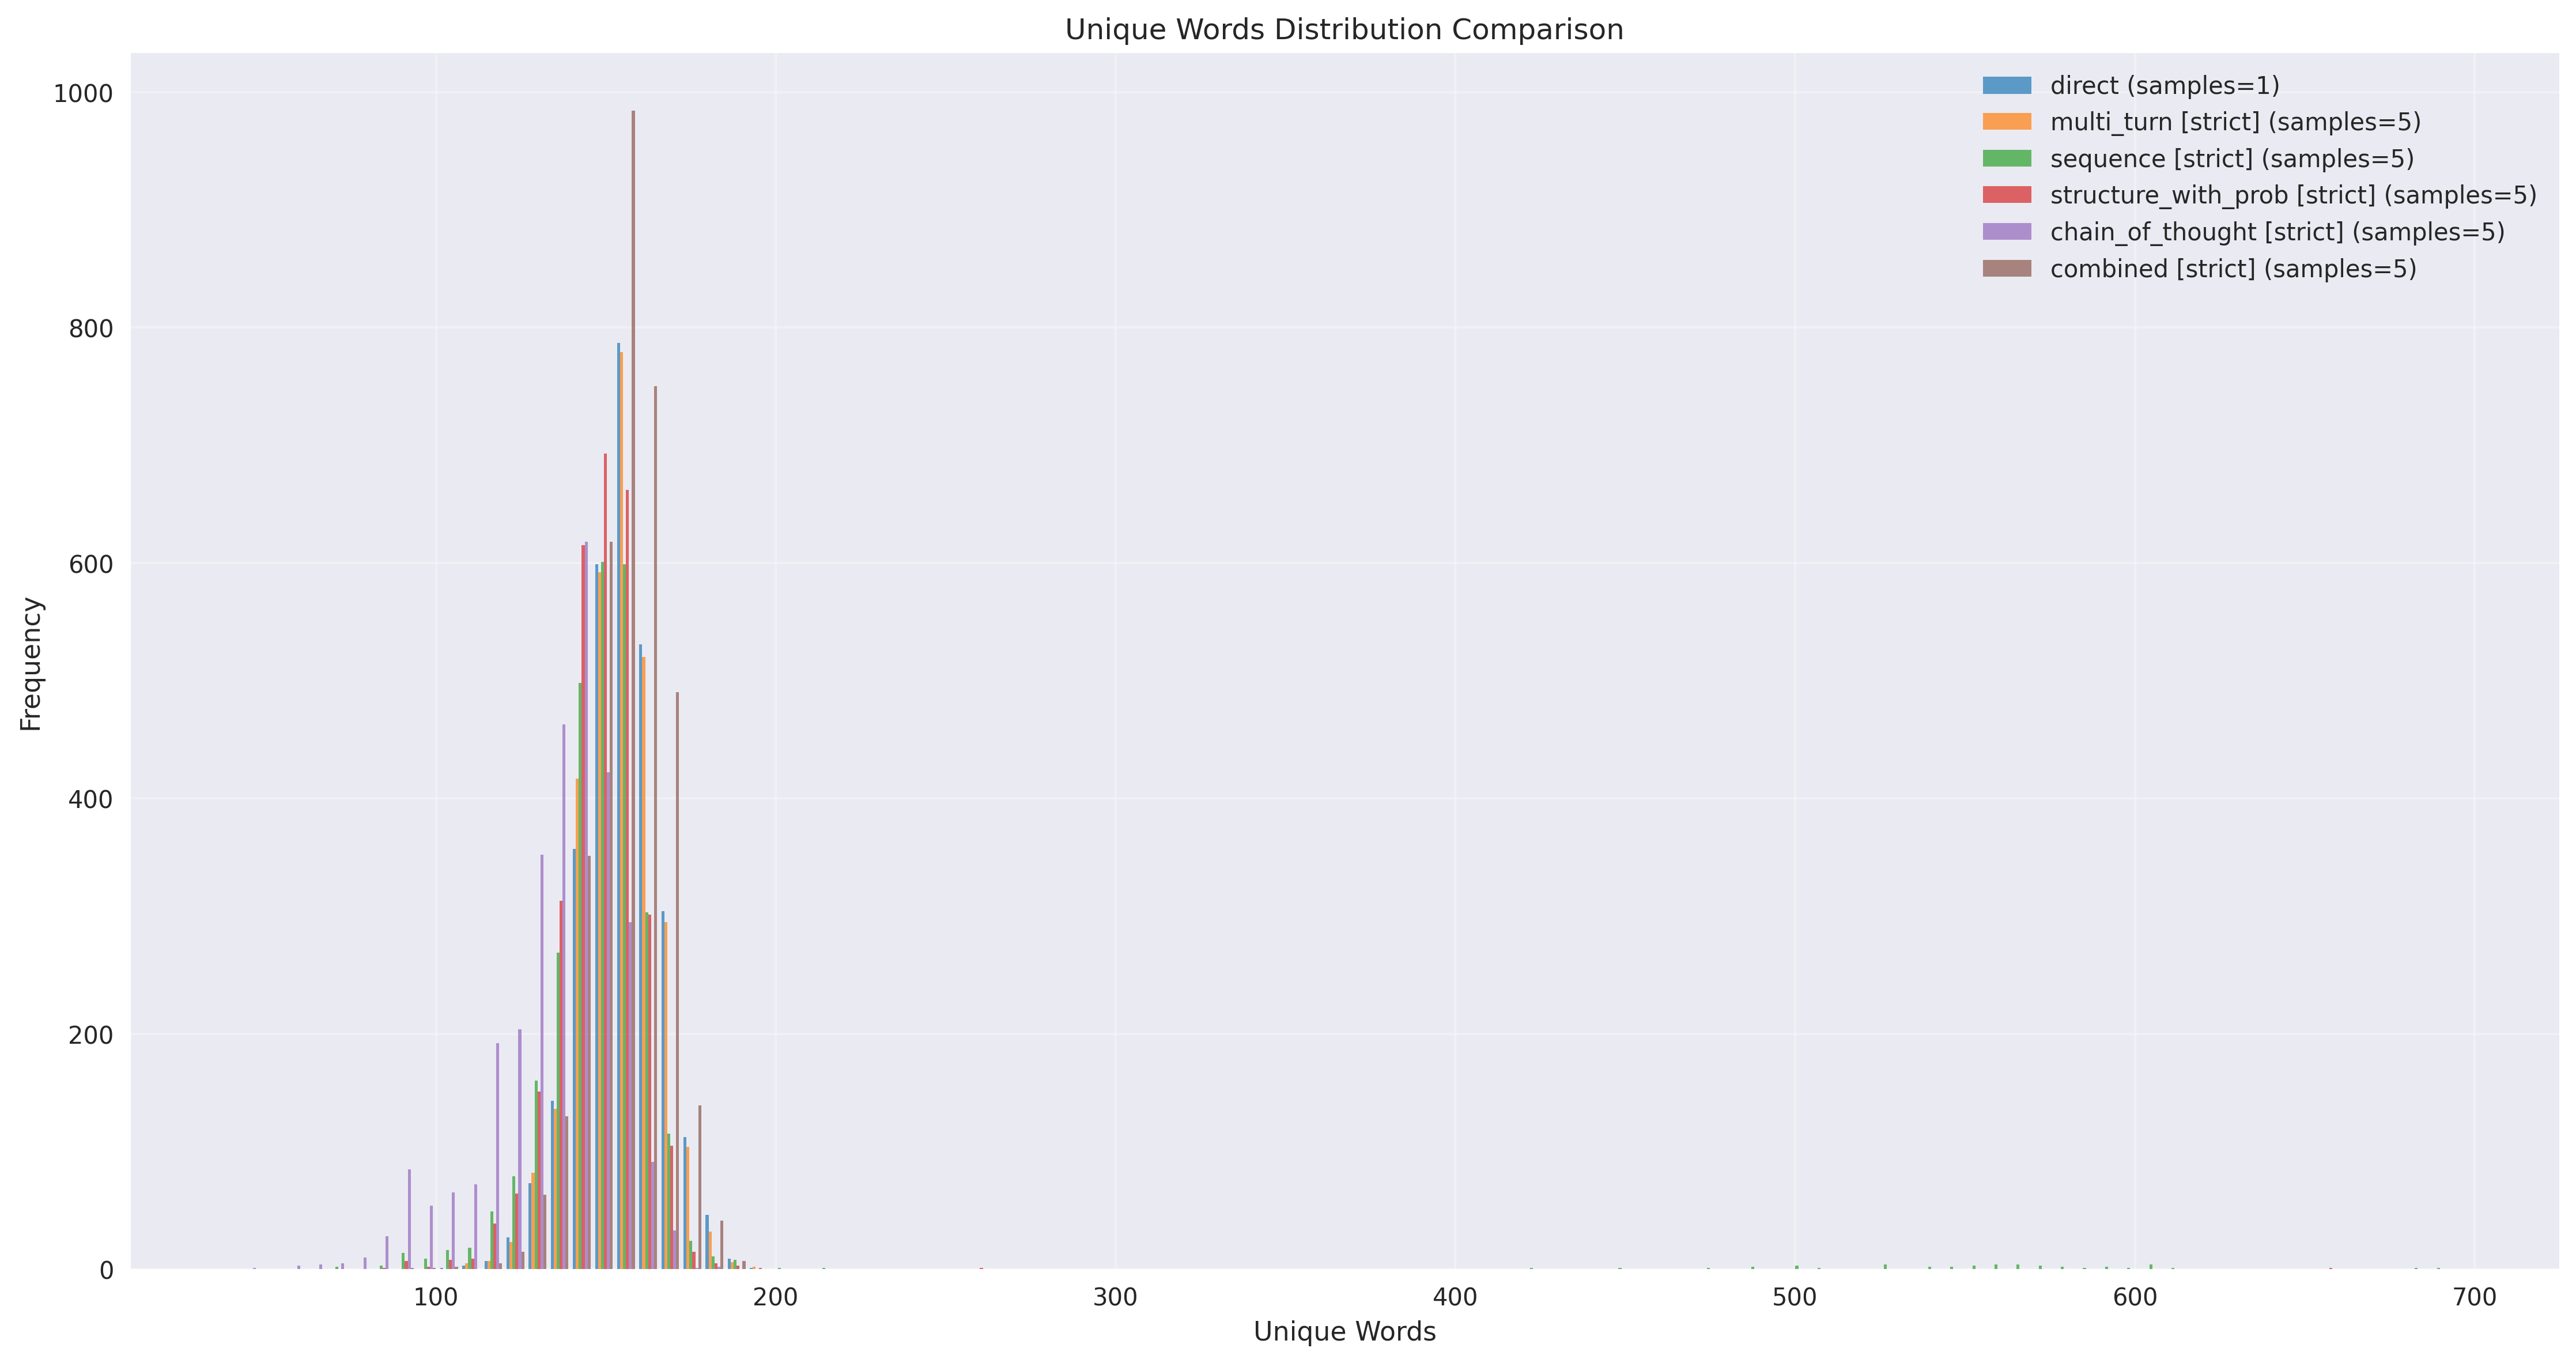 Unique Words Distribution Comparison
1000
800
600
400
200
0
Frequency
direct (samples=1)
multi_turn [strict] (samples=5)
sequence [strict] (samples=5)
structure_with_prob [strict] (samples=5)
chain_of_thought [strict] (samples=5)
combined [strict] (samples=5)
100 200 300 400 500 600 700
Unique Words